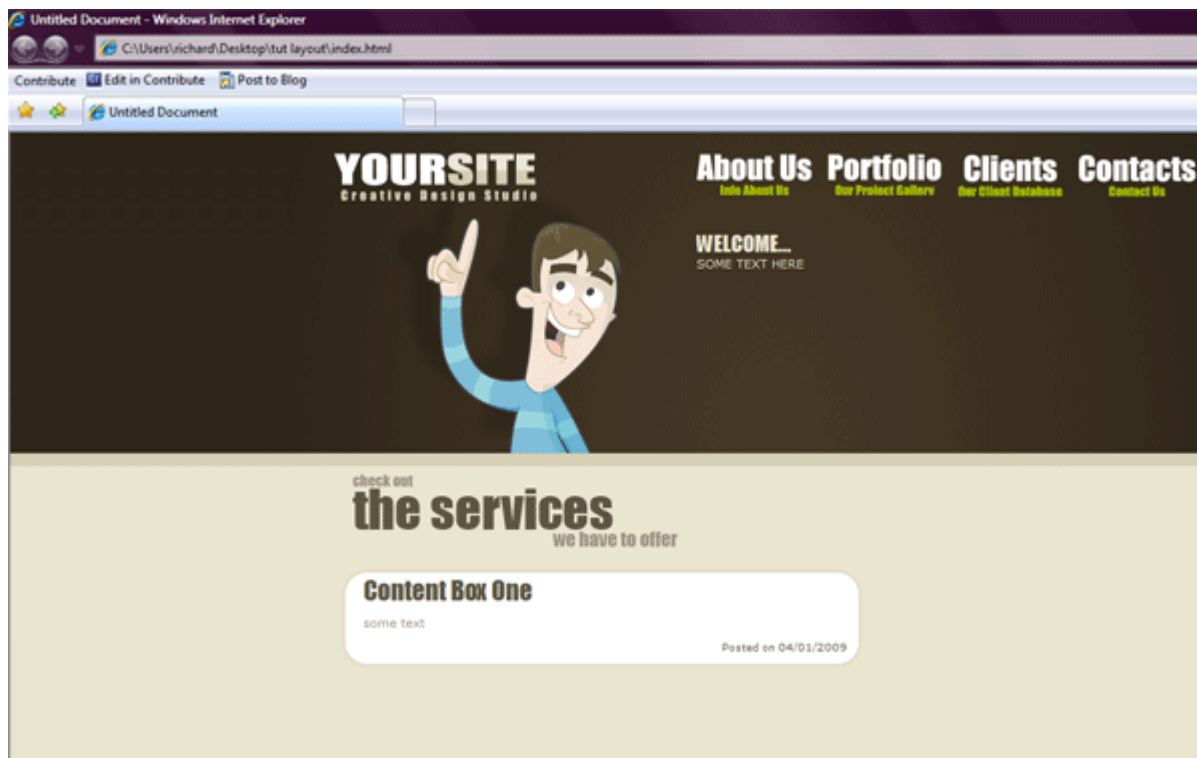 Untitled Document - Windows Internet Explorer
C:\Users\richard\Desktop\tut layout\index.html
Contribute Edit in Contribute Post to Blog
Untitled Document
YOURSITE
Creative Design Studio
About Us Portfolio Clients Contacts
Info About Us Our Project Gallery Our Client Database Contact Us
WELCOME...
SOME TEXT HERE
check out
the services
we have to offer
Content Box One
some text
Posted on 04/01/2009